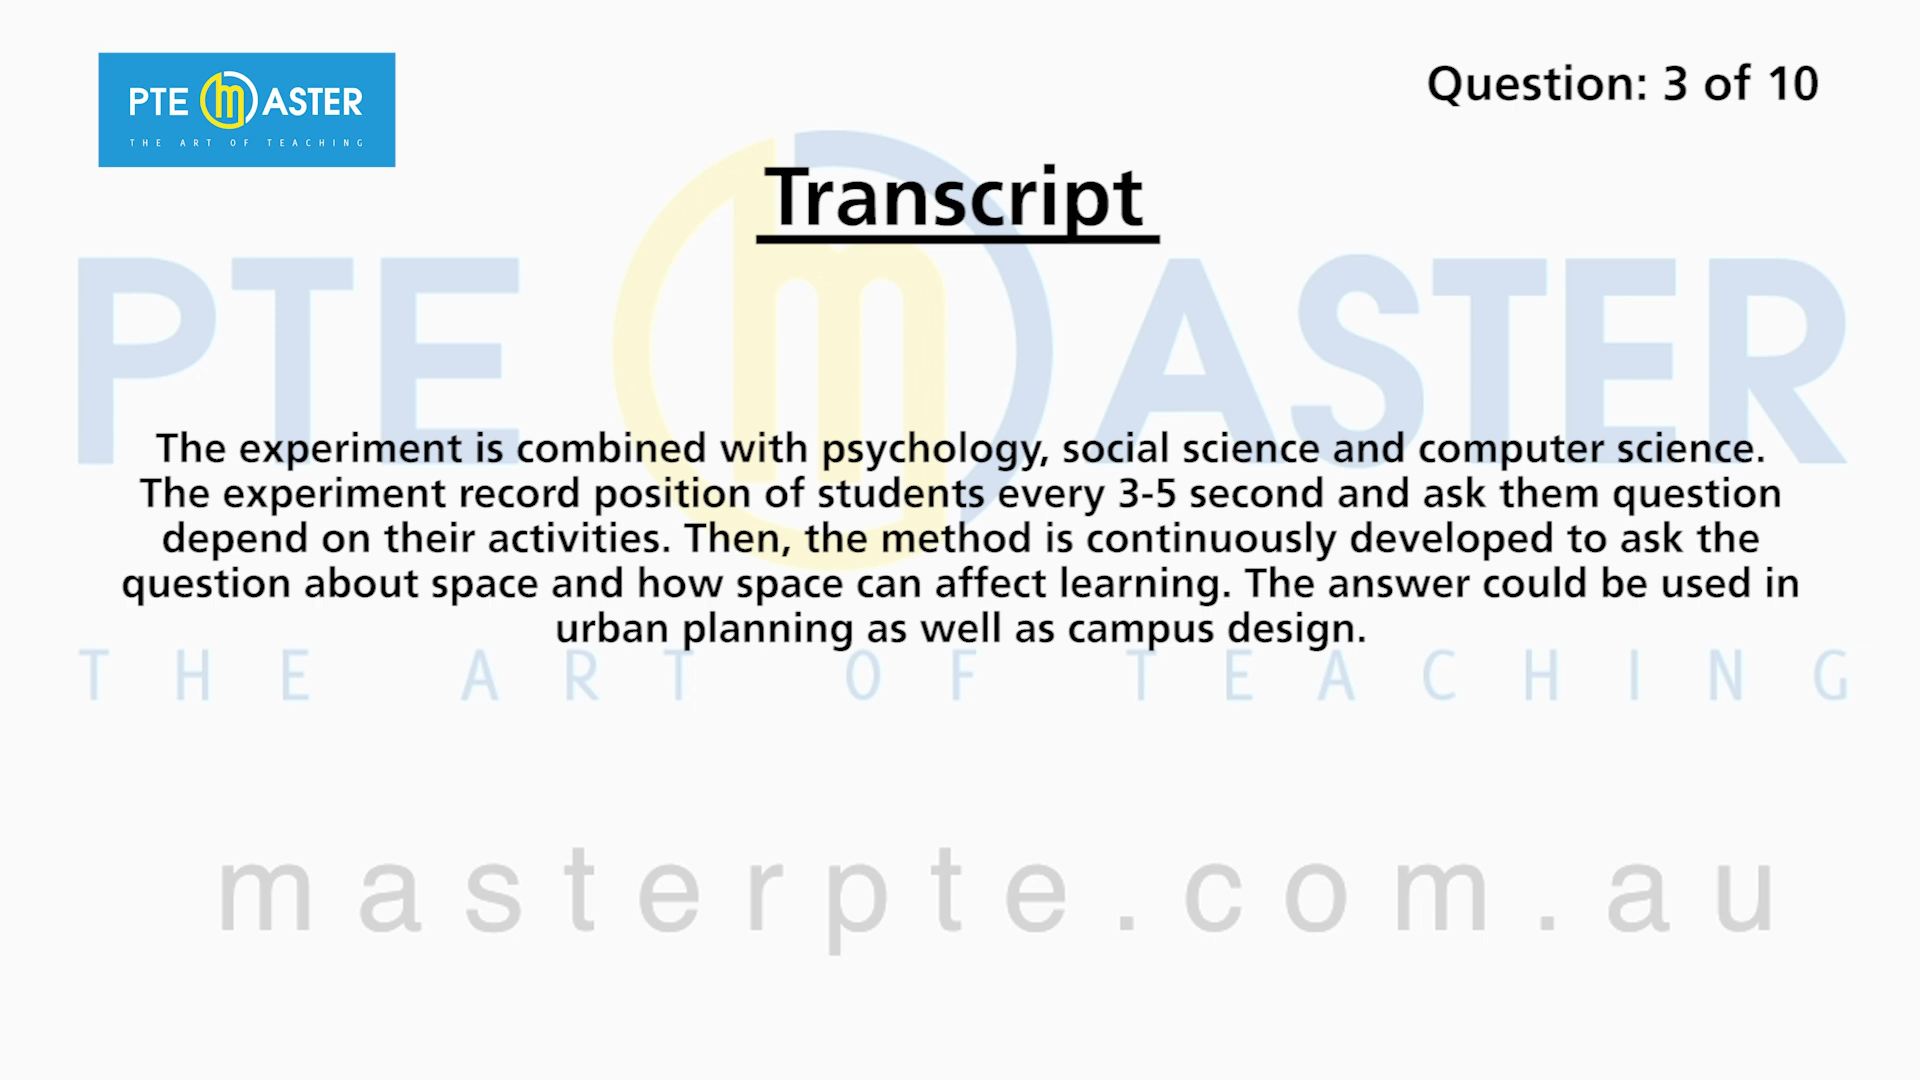 PTE MASTER
THE ART OF TEACHING
Question: 3 of 10
Transcript
PTE MASTER
The experiment is combined with psychology, social science and computer science.
The experiment record position of students every 3-5 second and ask them question
depend on their activities. Then, the method is continuously developed to ask the
question about space and how space can affect learning. The answer could be used in
urban planning as well as campus design.
THE ART OF TEACHING
masterpte.com.au